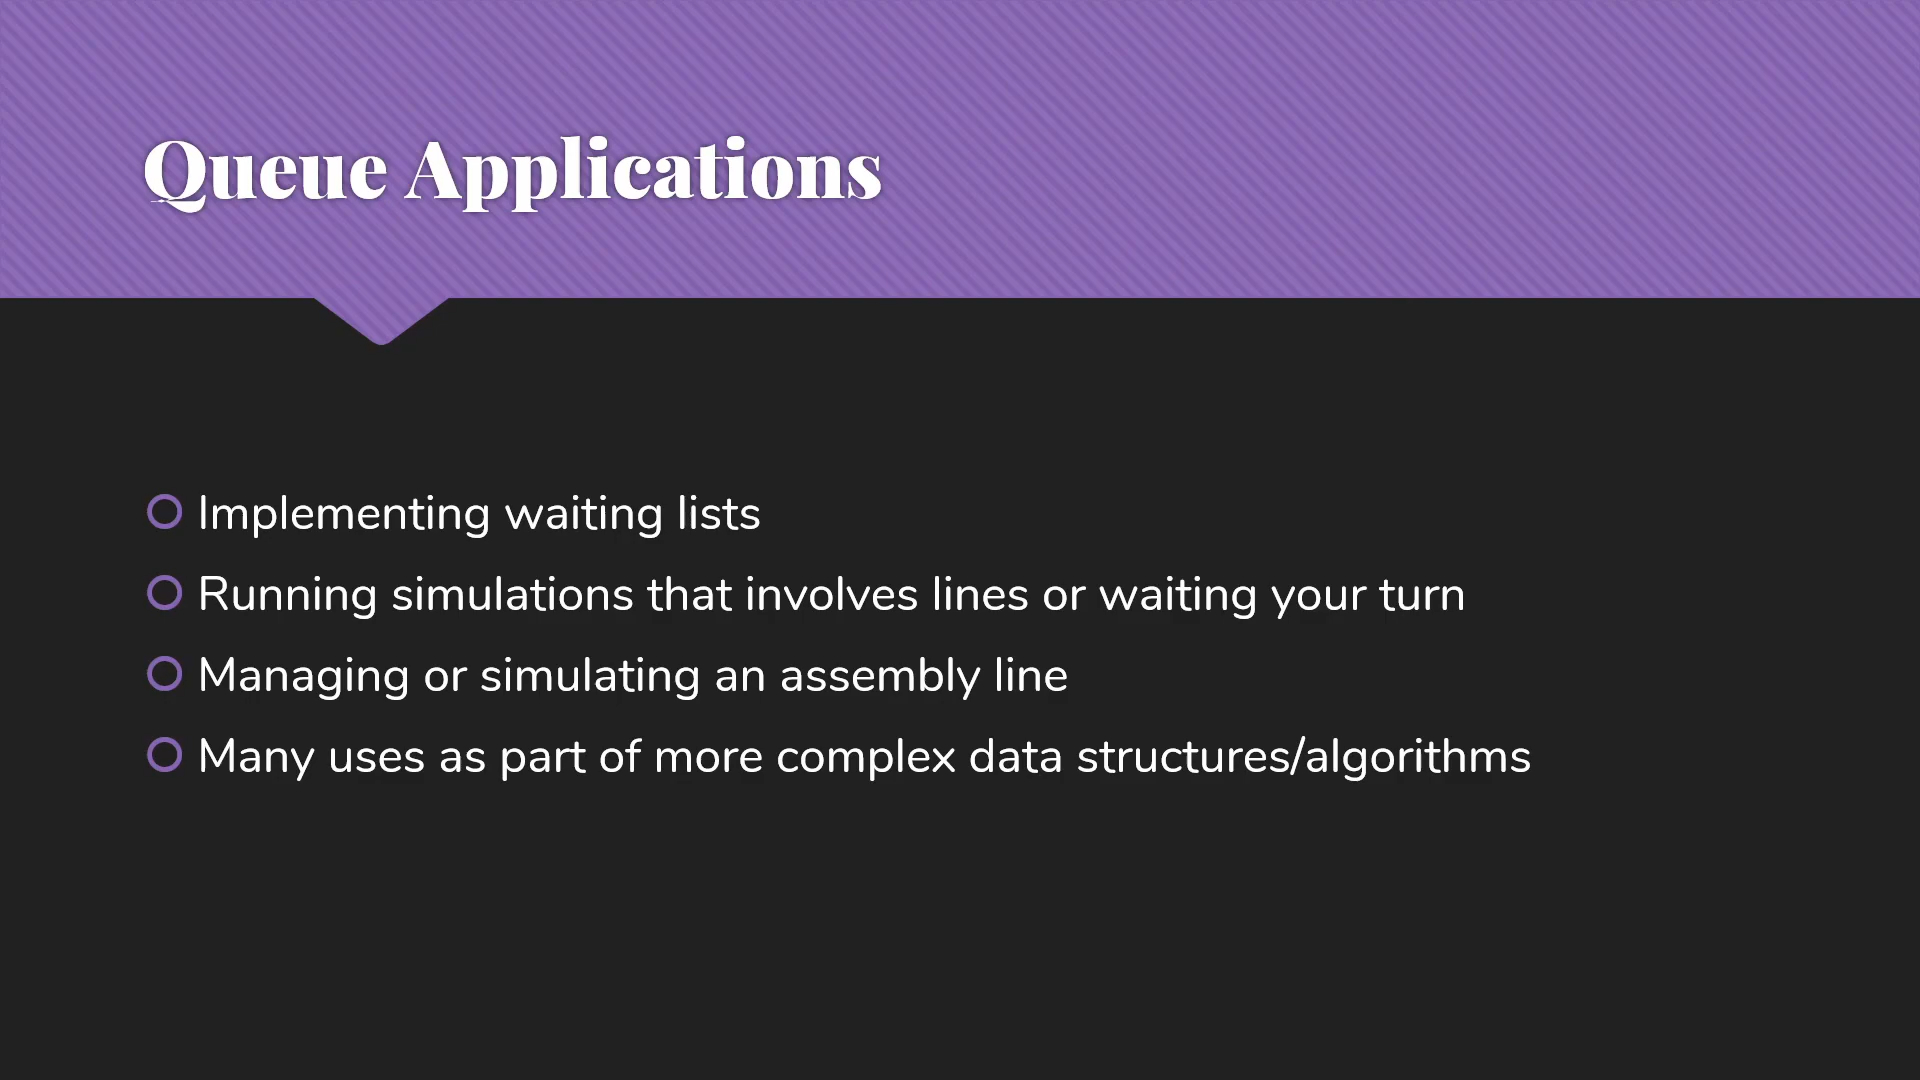 Queue Applications
Implementing waiting lists
Running simulations that involves lines or waiting your turn
Managing or simulating an assembly line
Many uses as part of more complex data structures/algorithms